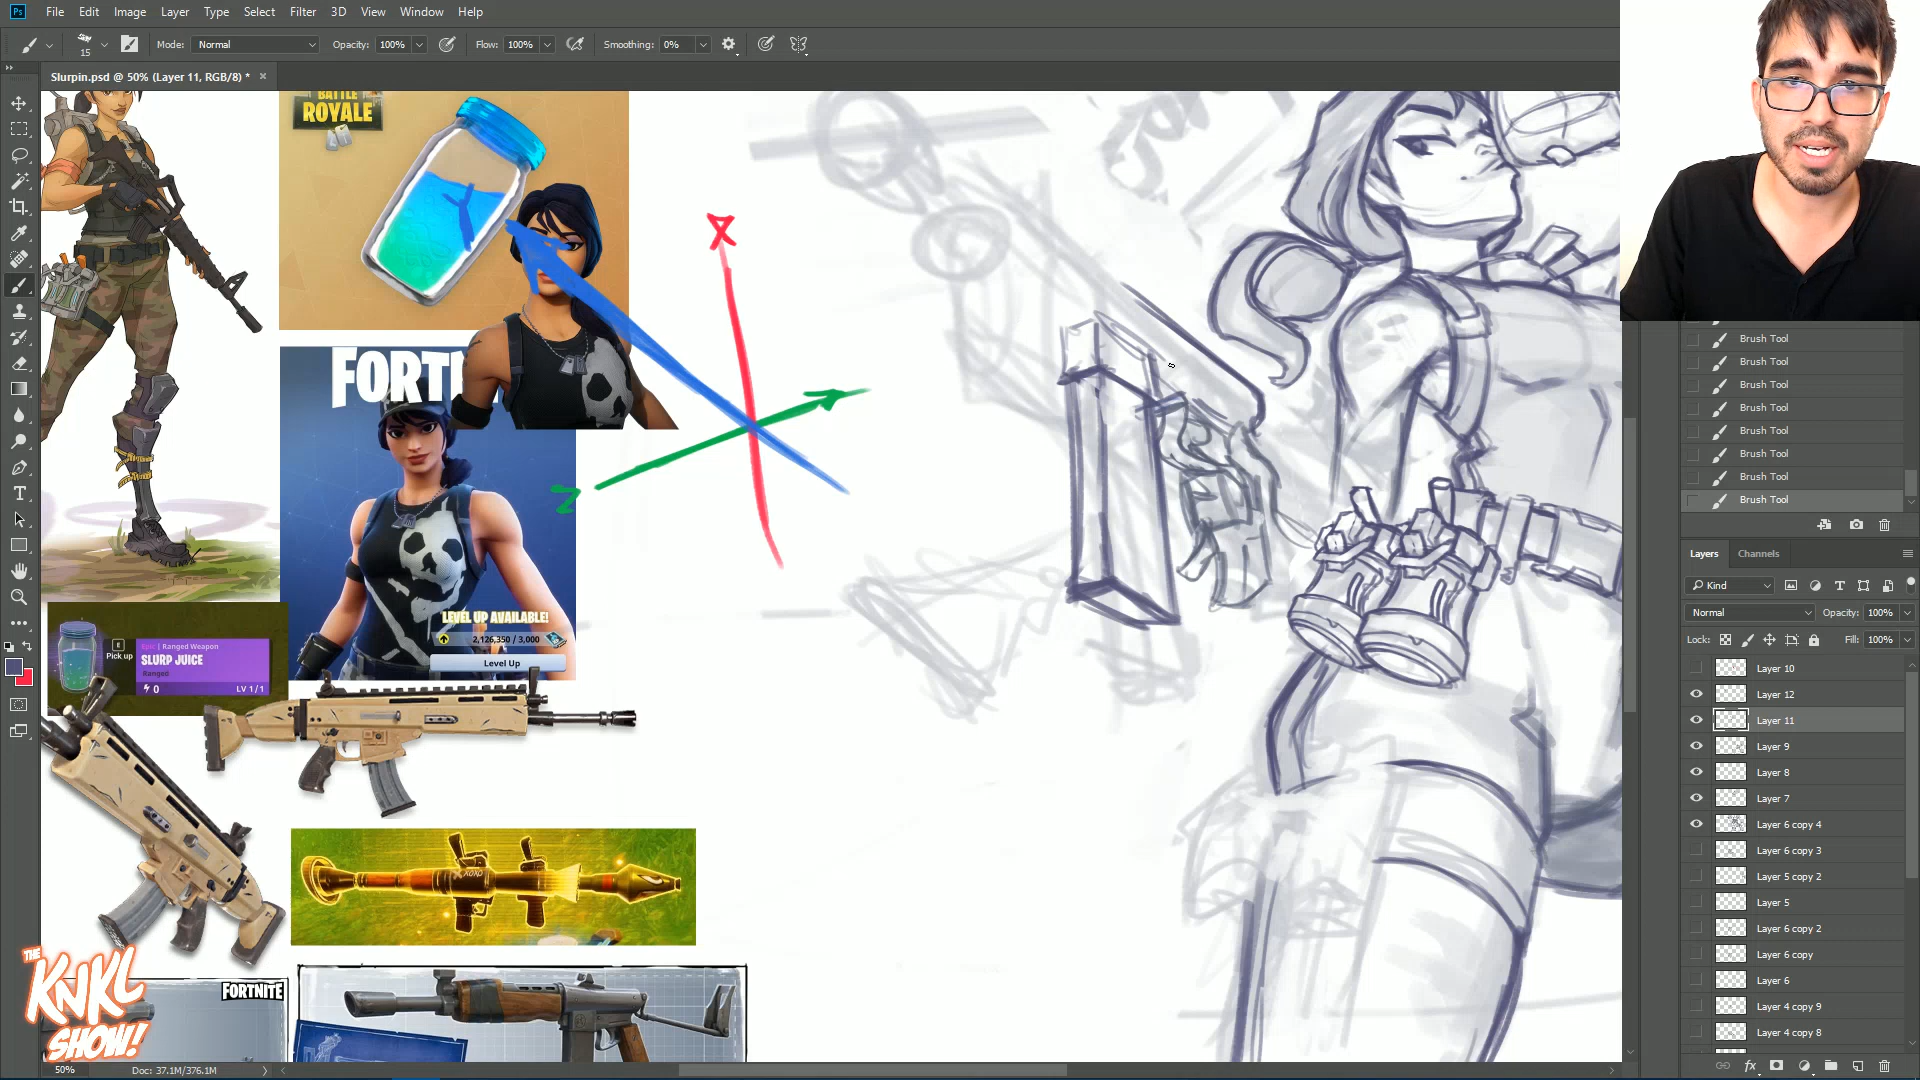 Ps File Edit Image Layer Type Select Filter 3D View Window Help
15 Mode: Normal Opacity: 100% Flow: 100% Smoothing: 0%
Slurpin.psd @ 50% (Layer 11, RGB/8) * ×
BATTLE
ROYALE
Y
X
Z
FORT
LEVEL UP AVAILABLE!
2,126,350 / 3,000
Level Up
E
Pick up
Epic | Ranged Weapon
SLURP JUICE
Ranged
0 LV 1/1
FORTNITE
THE
KNKL
SHOW!
50% Doc: 37.1M/376.1M
Brush Tool
Brush Tool
Brush Tool
Brush Tool
Brush Tool
Brush Tool
Brush Tool
Brush Tool
Layers Channels
Kind
Normal Opacity: 100%
Lock: Fill: 100%
Layer 10
Layer 12
Layer 11
Layer 9
Layer 8
Layer 7
Layer 6 copy 4
Layer 6 copy 3
Layer 5 copy 2
Layer 5
Layer 6 copy 2
Layer 6 copy
Layer 6
Layer 4 copy 9
Layer 4 copy 8
fx